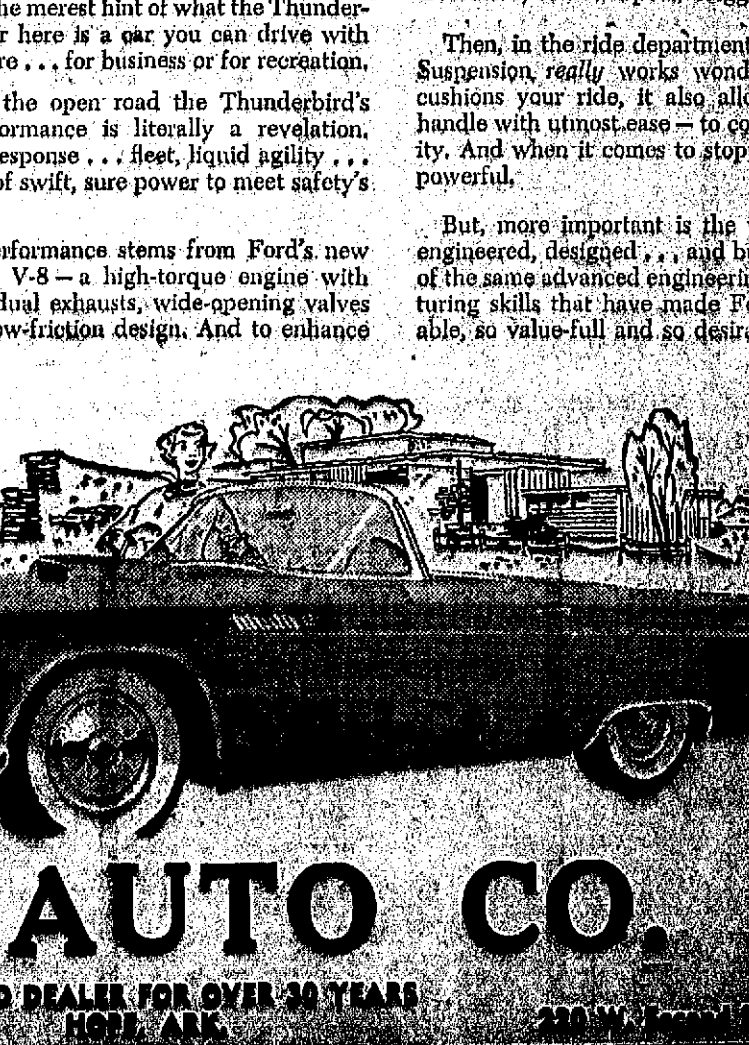 he merest hint of what the Thunder-
r here is a car you can drive with
re . . . for business or for recreation.
the open road the Thunderbird's
ormance is literally a revelation.
esponse . . . fleet, liquid agility . . .
of swift, sure power to meet safety's
rformance stems from Ford's new
V-8 — a high-torque engine with
dual exhausts, wide-opening valves
ow-friction design. And to enhance
Then, in the ride department
Suspension really works wond
cushions your ride, it also allo
handle with utmost ease — to co
ity. And when it comes to stop
powerful.
But, more important is the
engineered, designed . . . and bu
of the same advanced engineerin
turing skills that have made F
able, so value-full and so desira
AUTO CO.
D DEALER FOR OVER 30 YEARS
HOPE, ARK.
220 W. Second